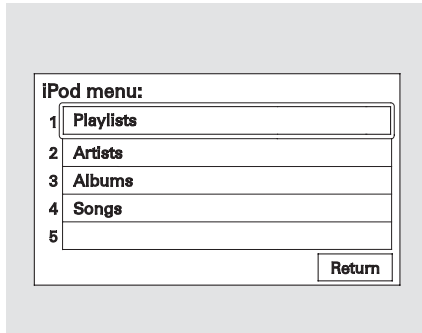 iPod menu:
1 Playlists
2 Artists
3 Albums
4 Songs
5
Return